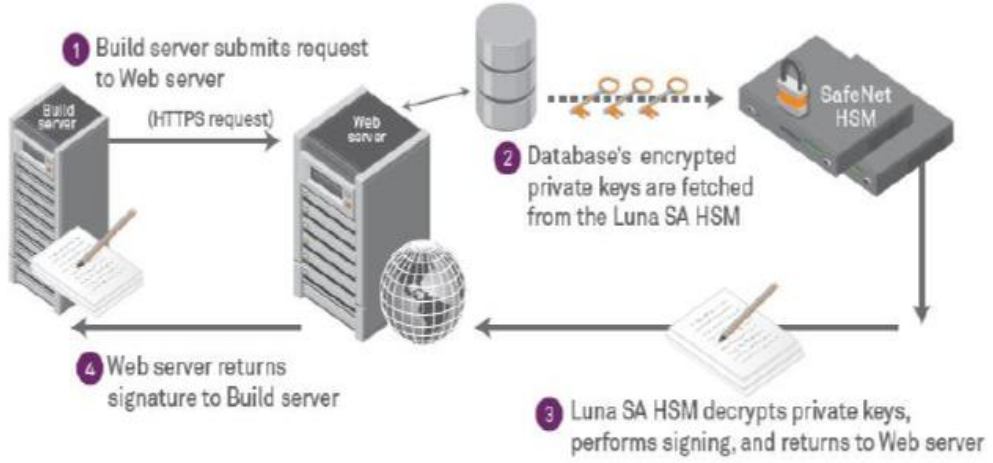 1 Build server submits request
to Web server
Build
server
(HTTPS request)
Web
server
SafeNet
HSM
2 Database's encrypted
private keys are fetched
from the Luna SA HSM
4 Web server returns
signature to Build server
3 Luna SA HSM decrypts private keys,
performs signing, and returns to Web server